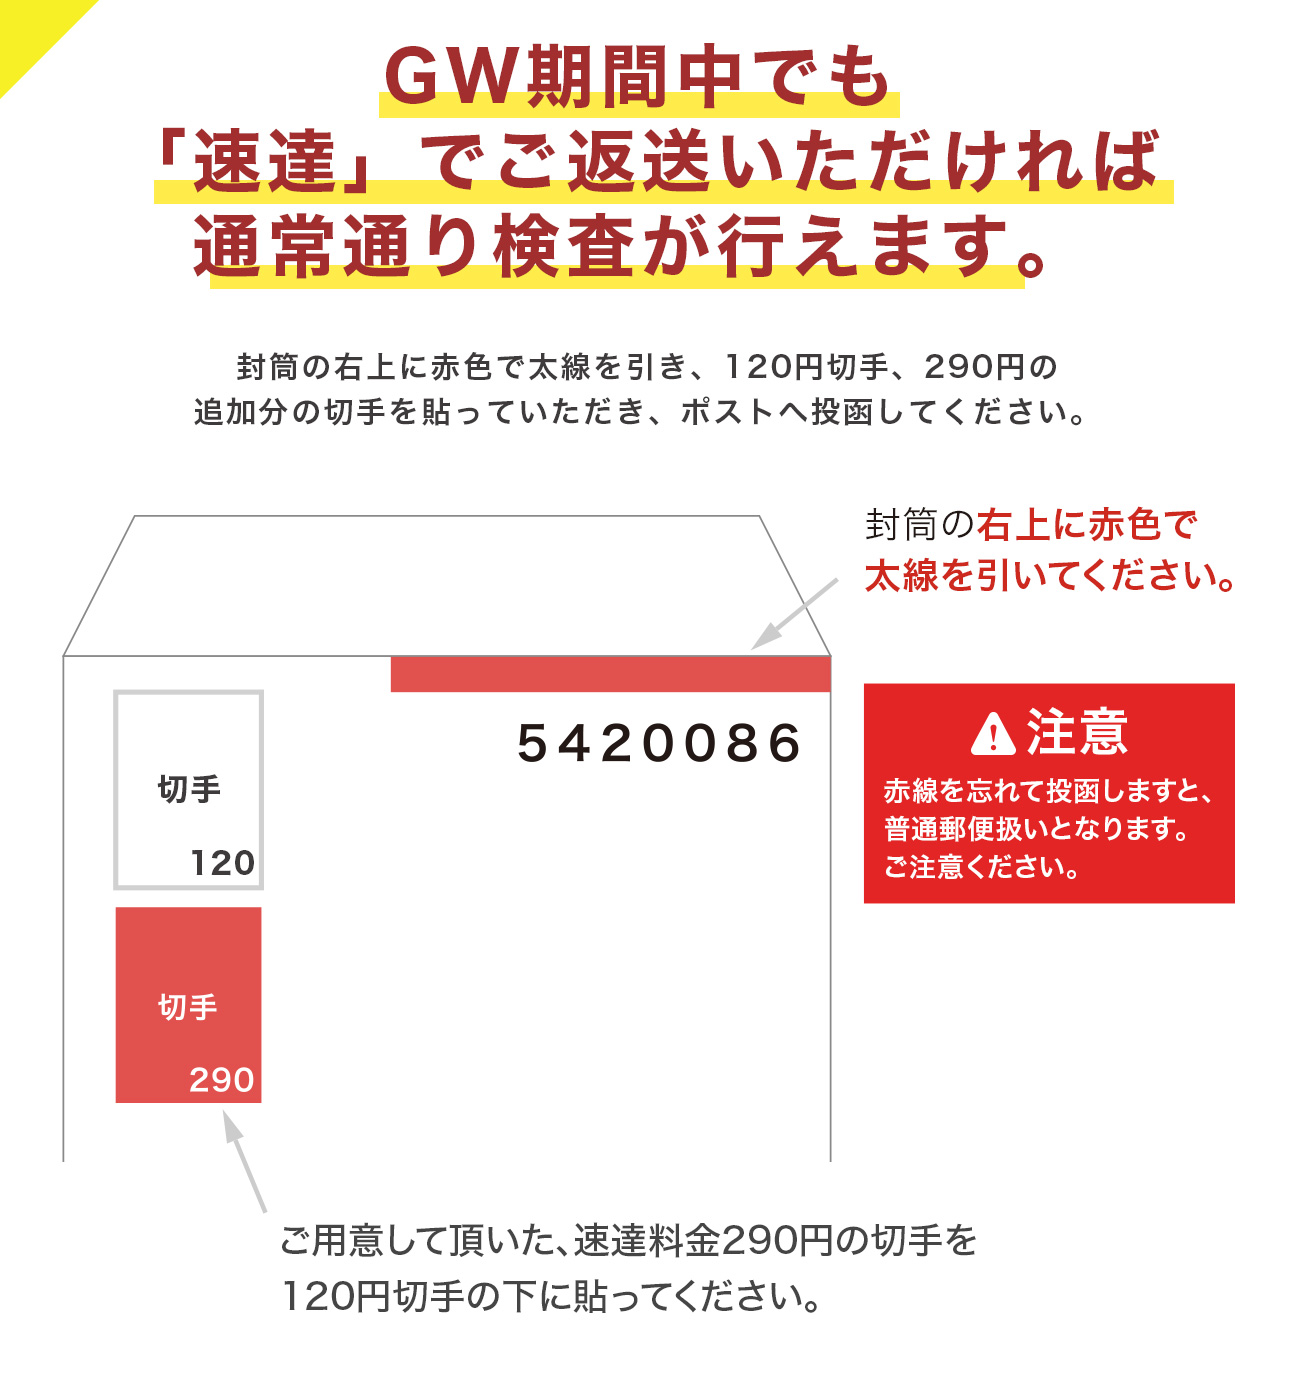 GW期間中でも
「速達」でご返送いただければ
通常通り検査が行えます。
封筒の右上に赤色で太線を引き、120円切手、290円の
追加分の切手を貼っていただき、ポストへ投函してください。
封筒の右上に赤色で
太線を引いてください。
5420086
切手
120
注意
赤線を忘れて投函しますと、
普通郵便扱いとなります。
ご注意ください。
切手
290
ご用意して頂いた、速達料金290円の切手を
120円切手の下に貼ってください。